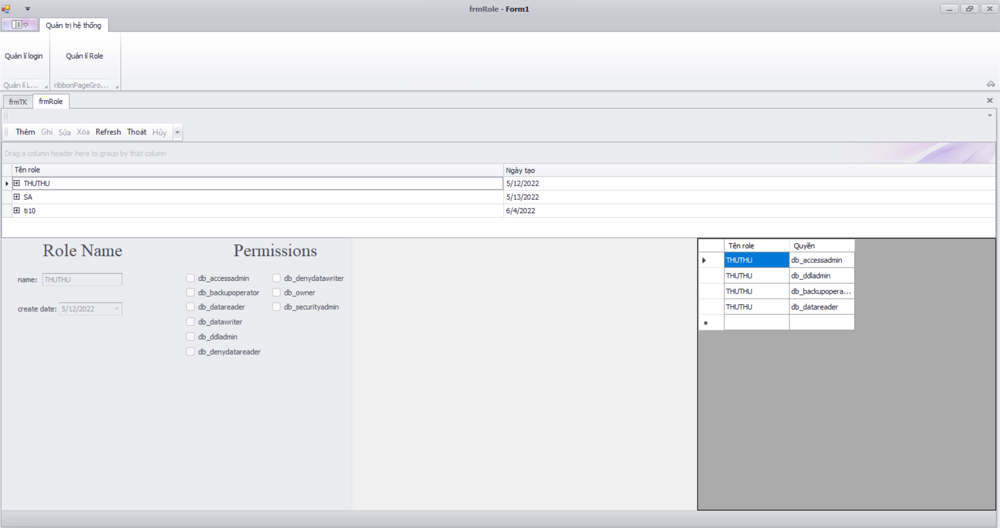 frmRole - Form1
Quản trị hệ thống
Quản lí login
Quản lí Role
Quản lí L...
ribbonPageGro...
frmTK
frmRole
Thêm Ghi Sửa Xóa Refresh Thoát Hủy
Drag a column header here to group by that column
Tên role Ngày tạo
THUTHU 5/12/2022
SA 5/13/2022
ti10 6/4/2022
Role Name
name: THUTHU
create date: 5/12/2022
Permissions
db_accessadmin db_denydatawriter
db_backupoperator db_owner
db_datareader db_securityadmin
db_datawriter
db_ddladmin
db_denydatareader
Tên role Quyền
THUTHU db_accessadmin
THUTHU db_ddladmin
THUTHU db_backupopera...
THUTHU db_datareader